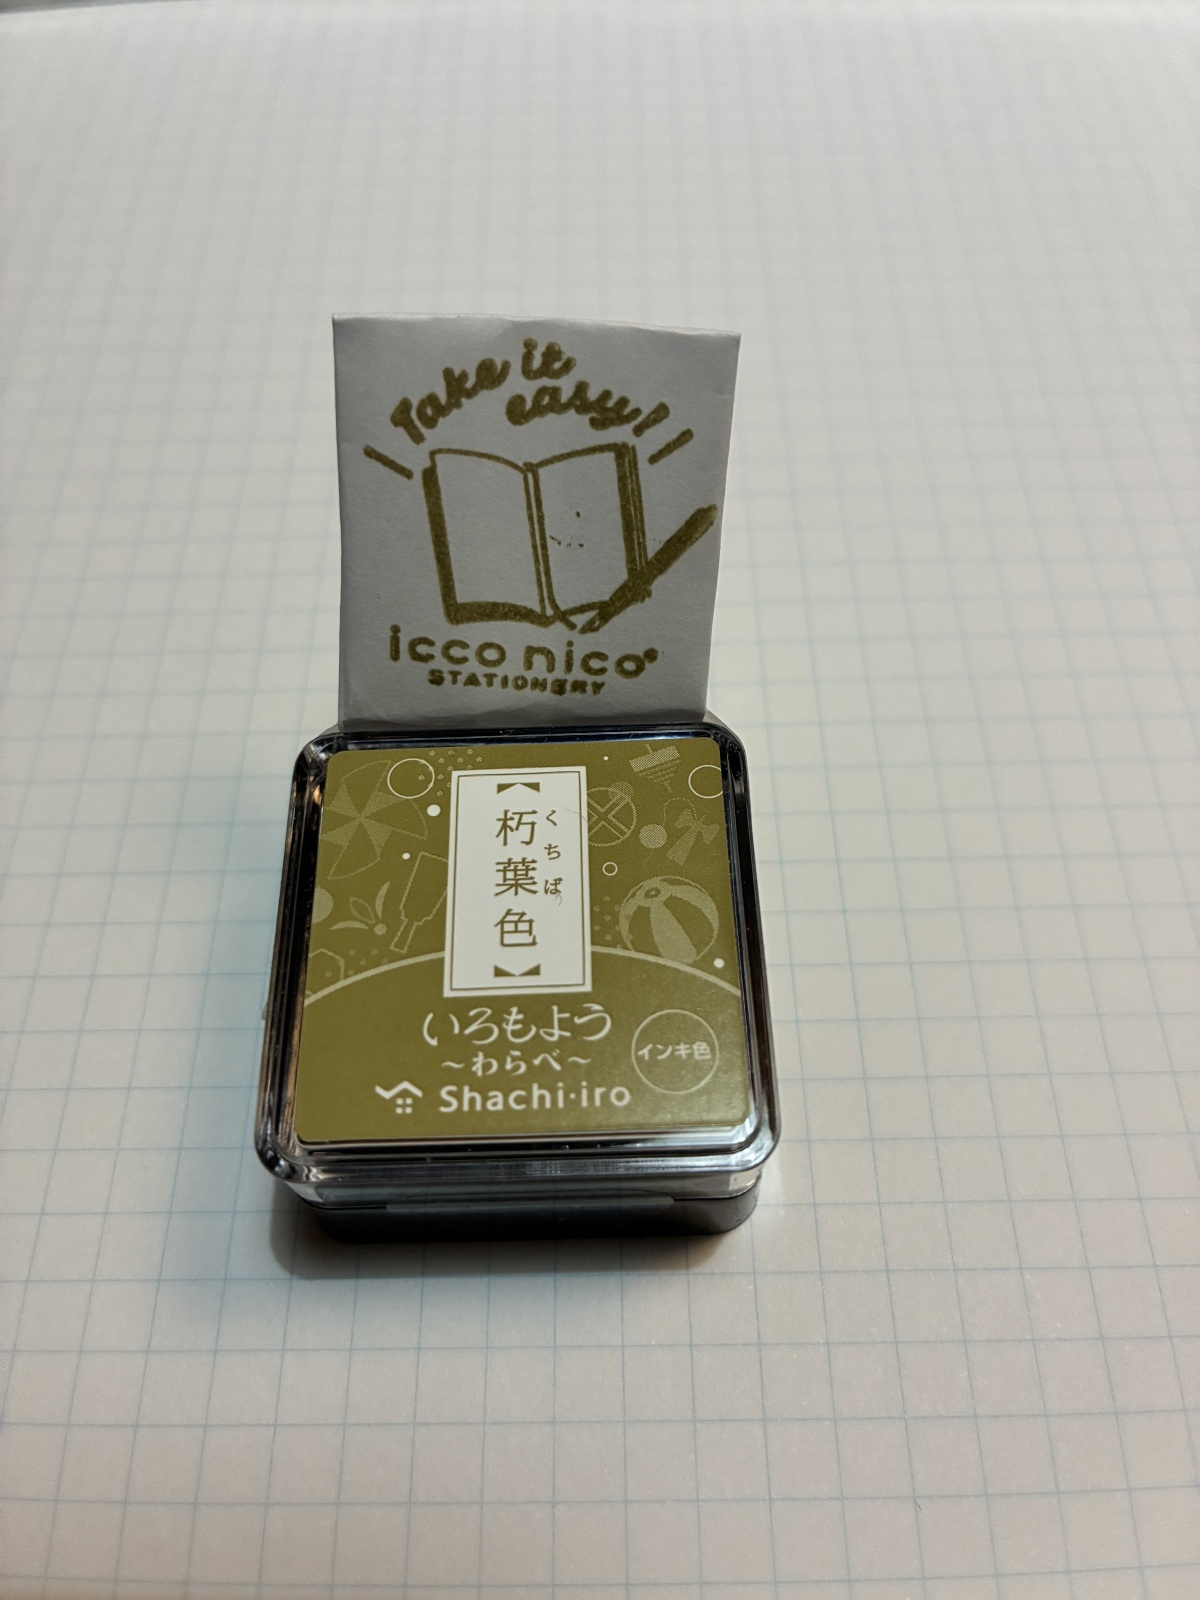 Take it
easy!
icco nico
STATIONERY
【朽葉色】
くちば
いろもよう
～わらべ～
インキ色
Shachi・iro